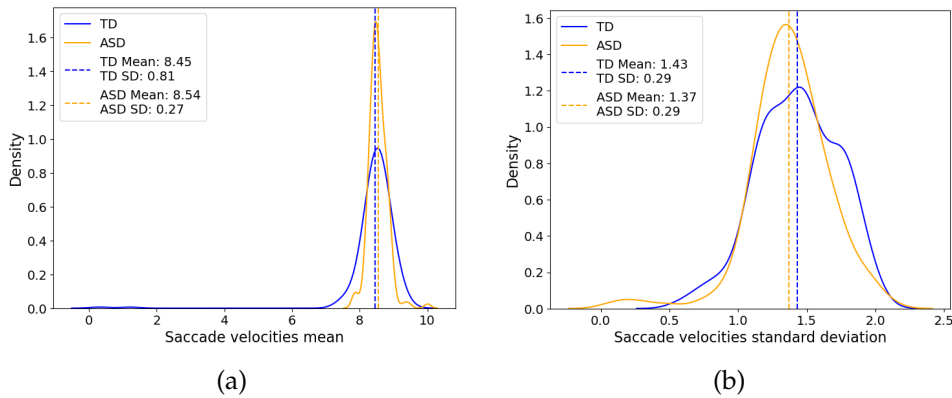 TD
ASD
TD Mean: 8.45
TD SD: 0.81
ASD Mean: 8.54
ASD SD: 0.27
Density
1.6
1.4
1.2
1.0
0.8
0.6
0.4
0.2
0.0
0 2 4 6 8 10
Saccade velocities mean
(a)
TD
ASD
TD Mean: 1.43
TD SD: 0.29
ASD Mean: 1.37
ASD SD: 0.29
Density
1.6
1.4
1.2
1.0
0.8
0.6
0.4
0.2
0.0
0.0 0.5 1.0 1.5 2.0 2.5
Saccade velocities standard deviation
(b)